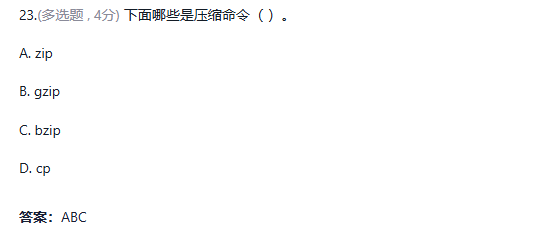 23.(多选题 , 4分) 下面哪些是压缩命令（ ）。
A. zip
B. gzip
C. bzip
D. cp
答案：ABC